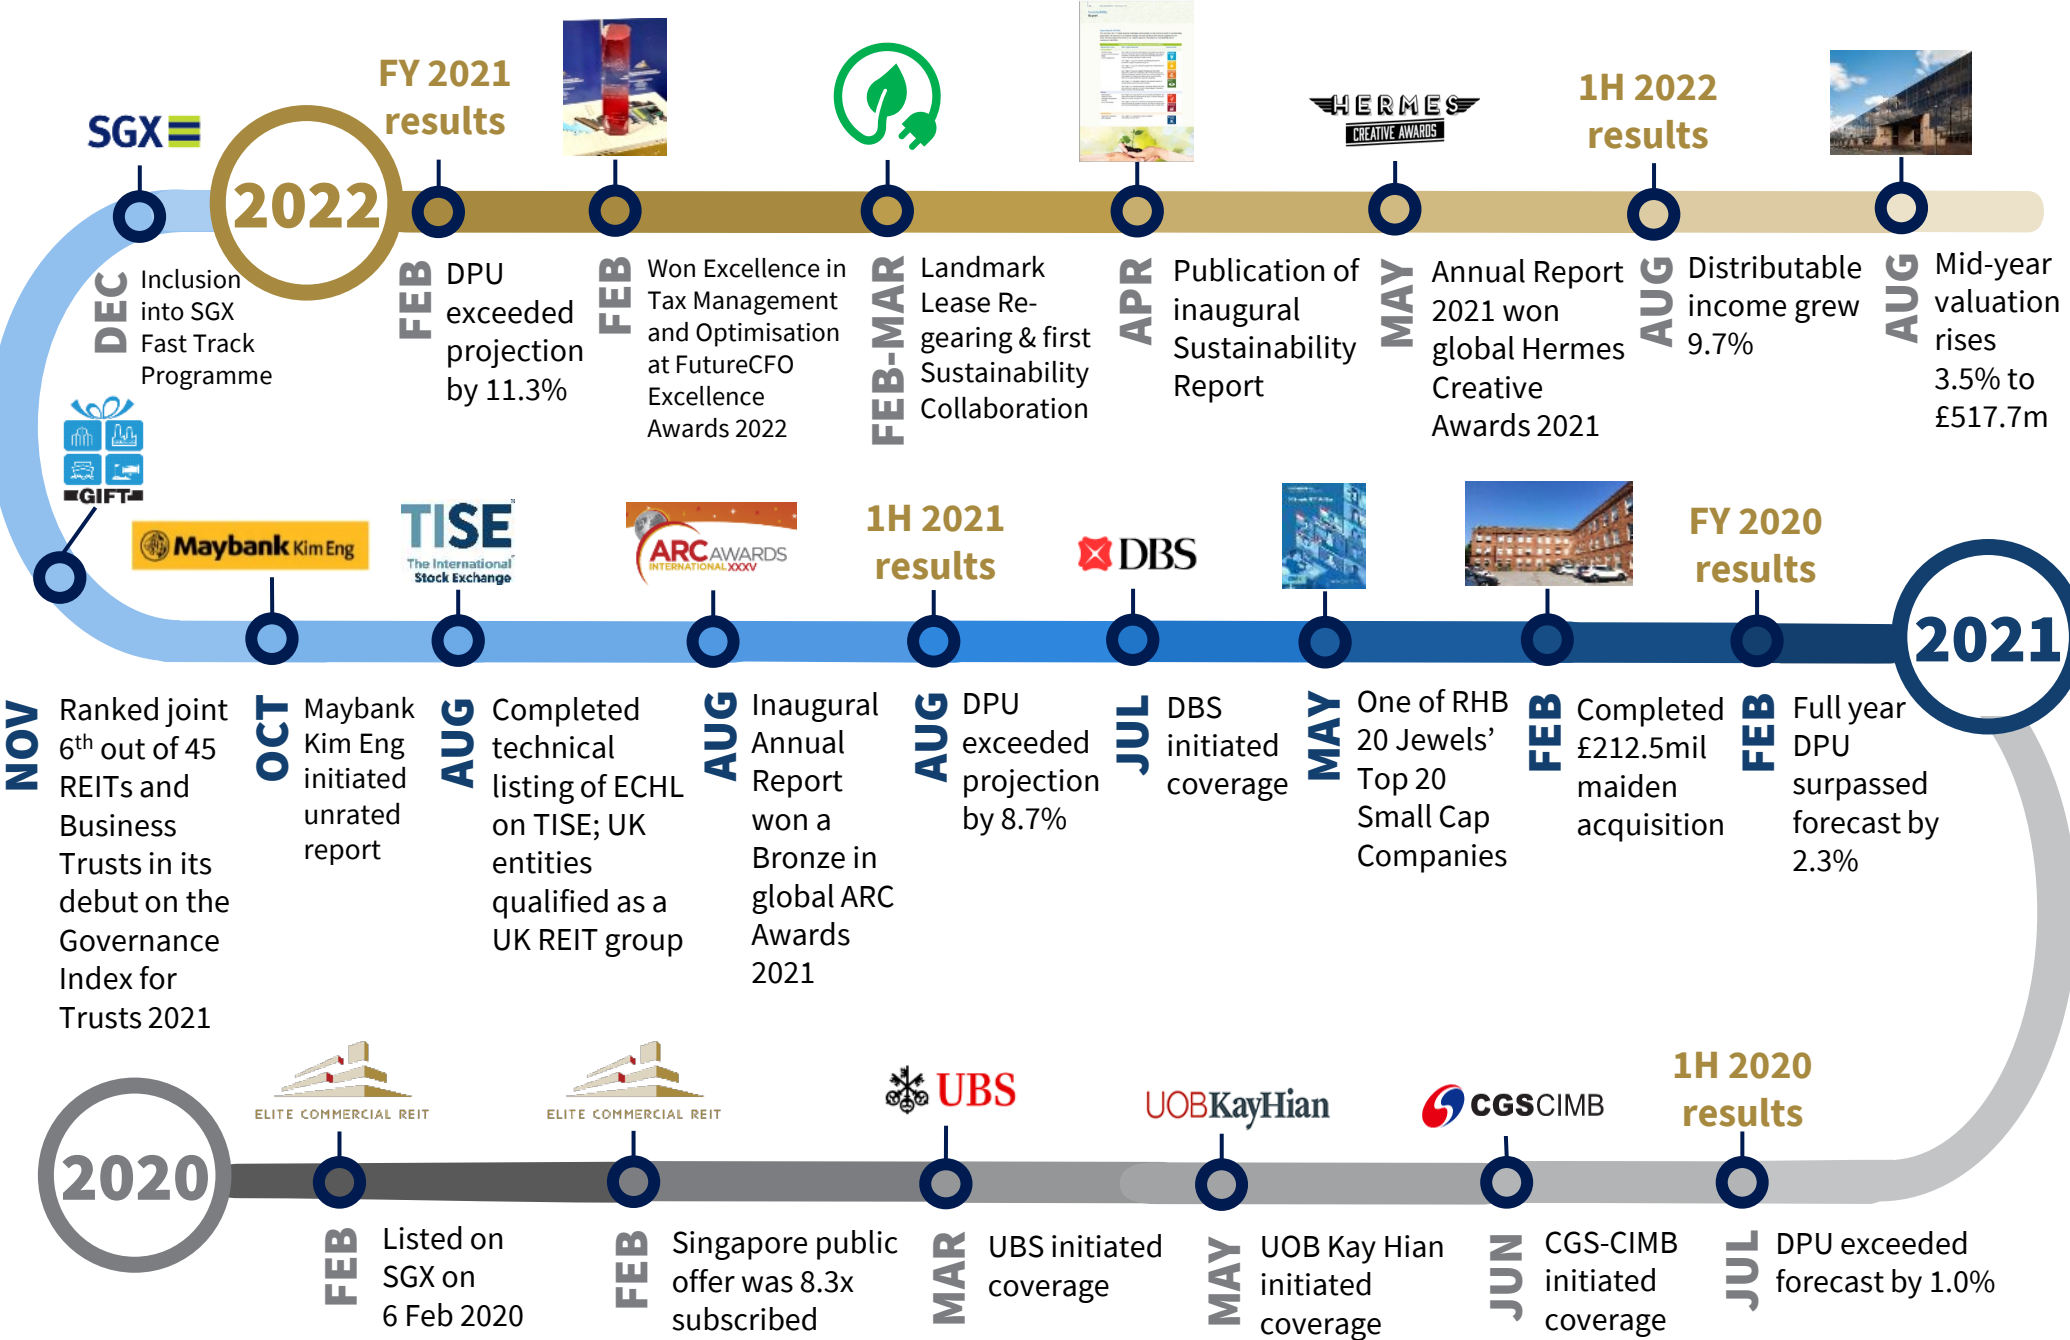 SGX
2022
FY 2021
results
HERMES
CREATIVE AWARDS
1H 2022
results
DEC
Inclusion
into SGX
Fast Track
Programme
FEB
DPU
exceeded
projection
by 11.3%
FEB
Won Excellence in
Tax Management
and Optimisation
at FutureCFO
Excellence
Awards 2022
FEB-MAR
Landmark
Lease Re-
gearing & first
Sustainability
Collaboration
APR
Publication of
inaugural
Sustainability
Report
MAY
Annual Report
2021 won
global Hermes
Creative
Awards 2021
AUG
Distributable
income grew
9.7%
AUG
Mid-year
valuation
rises
3.5% to
£517.7m
GIFT
Maybank Kim Eng
TISE
The International
Stock Exchange
ARC AWARDS
INTERNATIONAL XXXV
1H 2021
results
DBS
FY 2020
results
2021
NOV
Ranked joint
6th out of 45
REITs and
Business
Trusts in its
debut on the
Governance
Index for
Trusts 2021
OCT
Maybank
Kim Eng
initiated
unrated
report
AUG
Completed
technical
listing of ECHL
on TISE; UK
entities
qualified as a
UK REIT group
AUG
Inaugural
Annual
Report
won a
Bronze in
global ARC
Awards
2021
AUG
DPU
exceeded
projection
by 8.7%
JUL
DBS
initiated
coverage
MAY
One of RHB
20 Jewels’
Top 20
Small Cap
Companies
FEB
Completed
£212.5mil
maiden
acquisition
FEB
Full year
DPU
surpassed
forecast by
2.3%
2020
ELITE COMMERCIAL REIT
ELITE COMMERCIAL REIT
UBS
UOBKayHian
CGSCIMB
1H 2020
results
FEB
Listed on
SGX on
6 Feb 2020
FEB
Singapore public
offer was 8.3x
subscribed
MAR
UBS initiated
coverage
MAY
UOB Kay Hian
initiated
coverage
JUN
CGS-CIMB
initiated
coverage
JUL
DPU exceeded
forecast by 1.0%